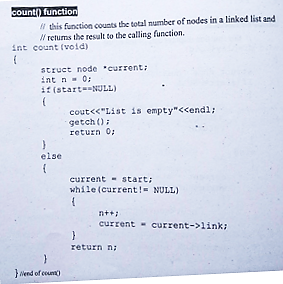 count() function
// this function counts the total number of nodes in a linked list and
// returns the result to the calling function.
int count(void)
{
struct node *current;
int n = 0;
if(start==NULL)
{
cout<<"List is empty"<<endl;
getch();
return 0;
}
else
{
current = start;
while(current!= NULL)
{
n++;
current = current->link;
}
return n;
}
} //end of count()